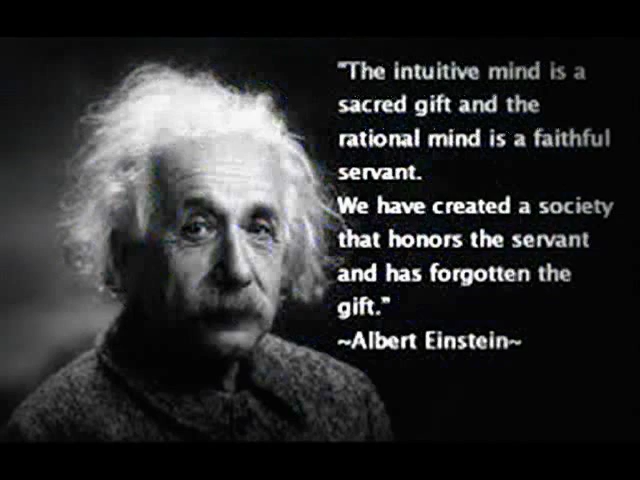 "The intuitive mind is a
sacred gift and the
rational mind is a faithful
servant.
We have created a society
that honors the servant
and has forgotten the
gift."
~Albert Einstein~